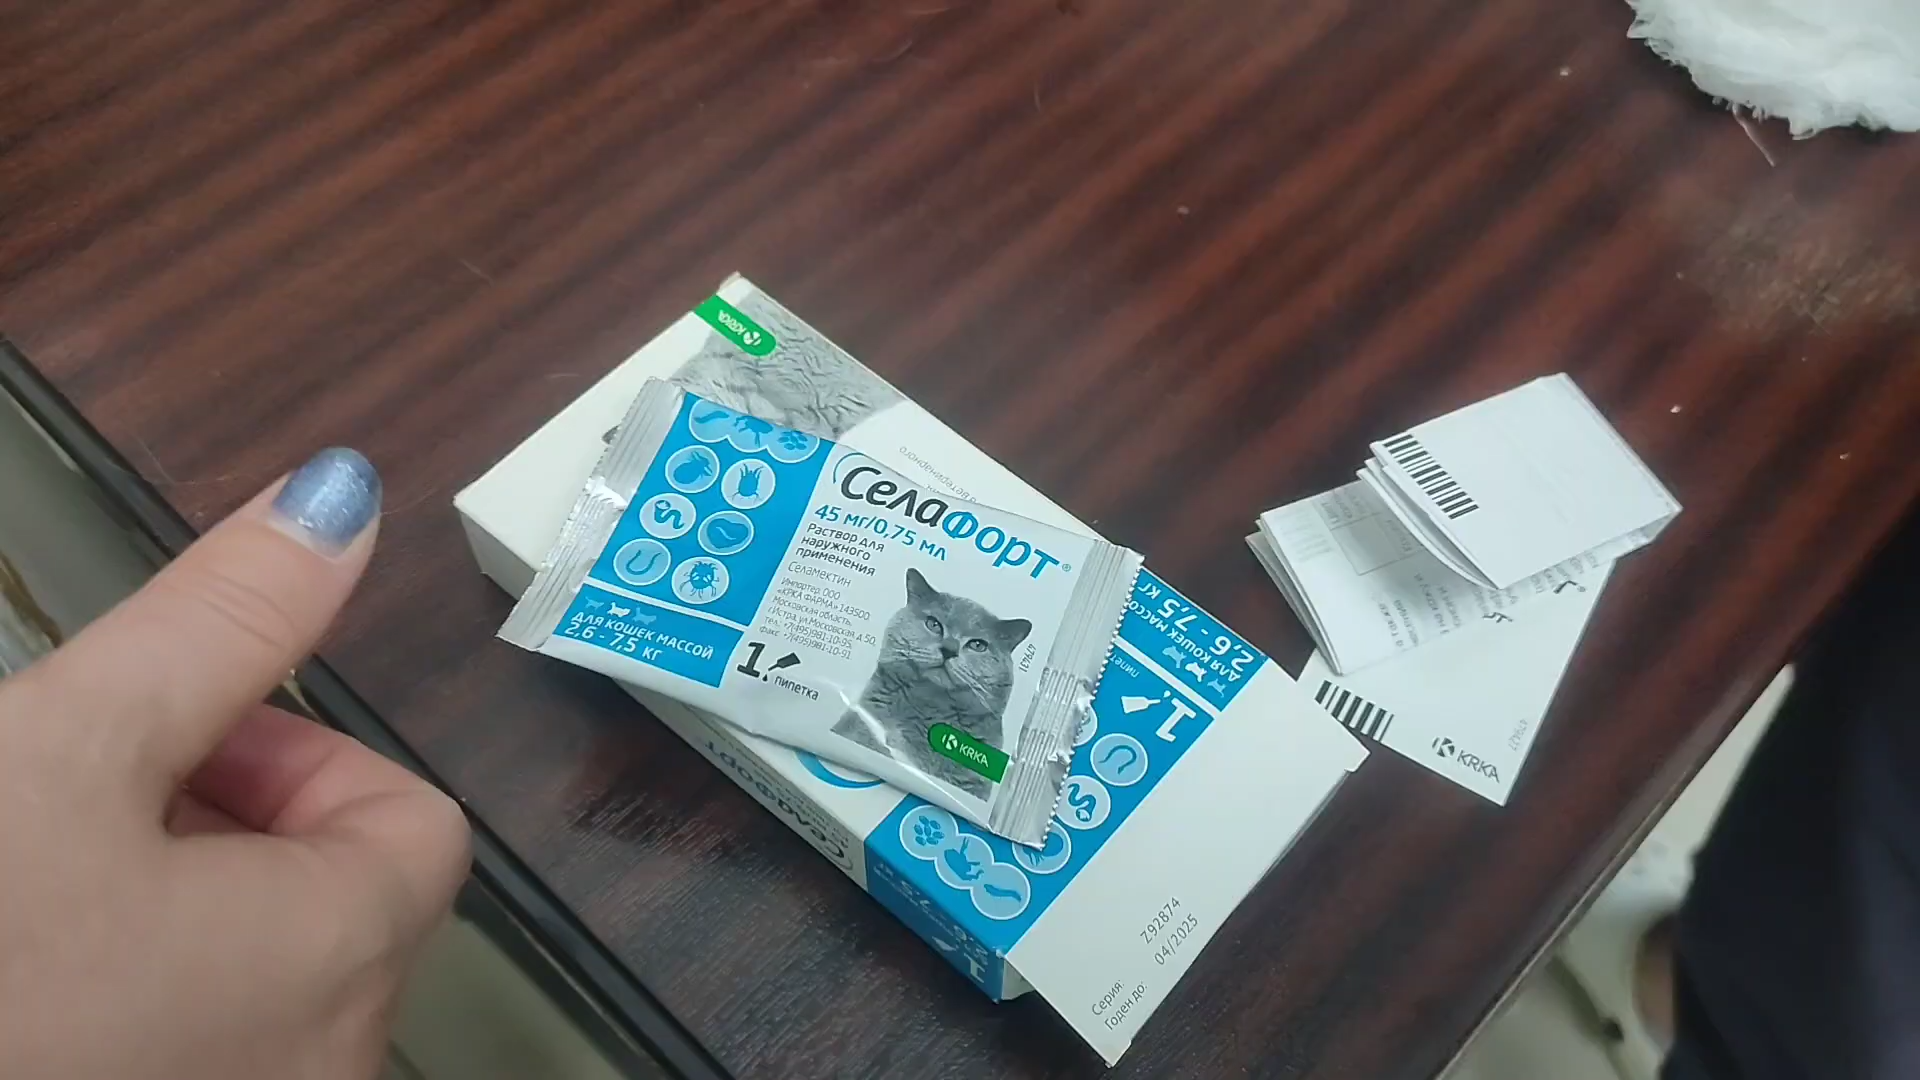 Селафорт®
45 мг/0,75 мл
Раствор для
наружного
применения
Селамектин
Импортер: ООО
«КРКА ФАРМА» 143500
Московская область,
г.Истра, ул.Московская, д.50,
тел.: +7(495)981-10-95,
факс: +7(495)981-10-91
1 пипетка
ДЛЯ КОШЕК МАССОЙ
2,6 - 7,5 кг
KRKA
KRKA
ДЛЯ КОШЕК МАССОЙ
2,6 - 7,5 кг
1
Селафорт
1
Серия: Z92874
Годен до: 04/2025
KRKA